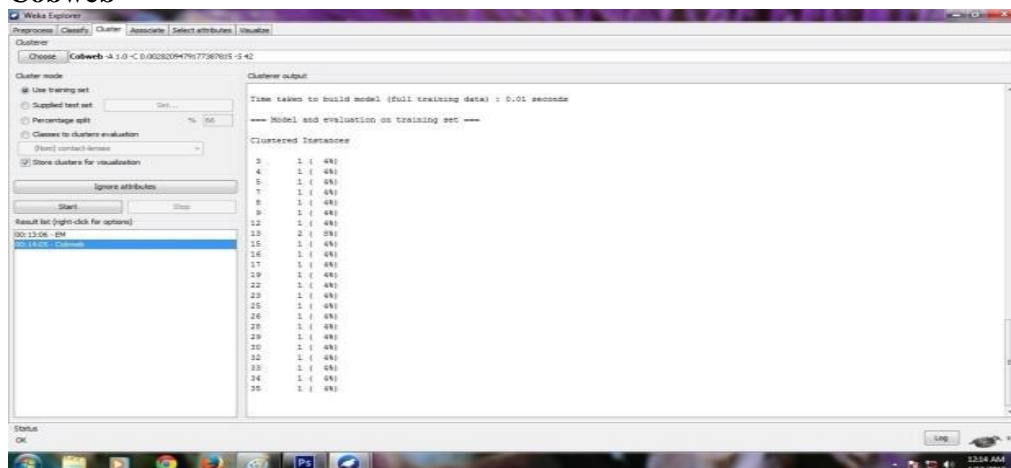 Cobweb
Weka Explorer
Preprocess Classify Cluster Associate Select attributes Visualize
Clusterer
Choose Cobweb -A 1.0 -C 0.0028209479177387815 -S 42
Cluster mode
Use training set
Supplied test set Set...
Percentage split % 66
Classes to clusters evaluation
(Nom) contact-lenses
Store clusters for visualization
Ignore attributes
Start Stop
Result list (right-click for options)
00:13:06 - EM
00:14:05 - Cobweb
Clusterer output
Time taken to build model (full training data) : 0.01 seconds
=== Model and evaluation on training set ===
Clustered Instances
3 1 ( 4%)
4 1 ( 4%)
5 1 ( 4%)
7 1 ( 4%)
8 1 ( 4%)
9 1 ( 4%)
12 1 ( 4%)
13 2 ( 8%)
15 1 ( 4%)
16 1 ( 4%)
17 1 ( 4%)
19 1 ( 4%)
22 1 ( 4%)
23 1 ( 4%)
25 1 ( 4%)
26 1 ( 4%)
28 1 ( 4%)
29 1 ( 4%)
30 1 ( 4%)
32 1 ( 4%)
33 1 ( 4%)
34 1 ( 4%)
35 1 ( 4%)
Status
OK
Log
Ps
12:14 AM